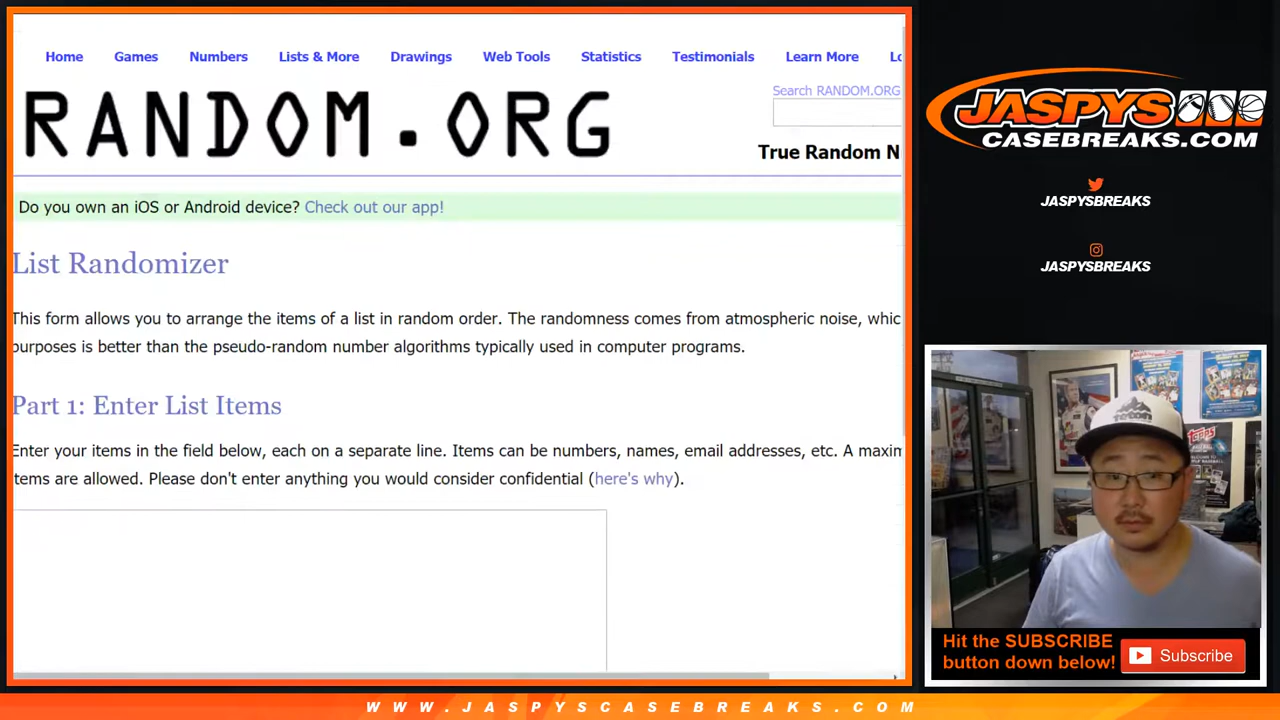 Home Games Numbers Lists & More Drawings Web Tools Statistics Testimonials Learn More Lo
Search RANDOM.ORG
RANDOM.ORG
True Random N
Do you own an iOS or Android device? Check out our app!
List Randomizer
This form allows you to arrange the items of a list in random order. The randomness comes from atmospheric noise, whic
purposes is better than the pseudo-random number algorithms typically used in computer programs.
Part 1: Enter List Items
Enter your items in the field below, each on a separate line. Items can be numbers, names, email addresses, etc. A maxim
items are allowed. Please don't enter anything you would consider confidential (here's why).
JASPYS
CASEBREAKS.COM
JASPYSBREAKS
JASPYSBREAKS
Hit the SUBSCRIBE
button down below!
Subscribe
WWW.JASPYSCASEBREAKS.COM